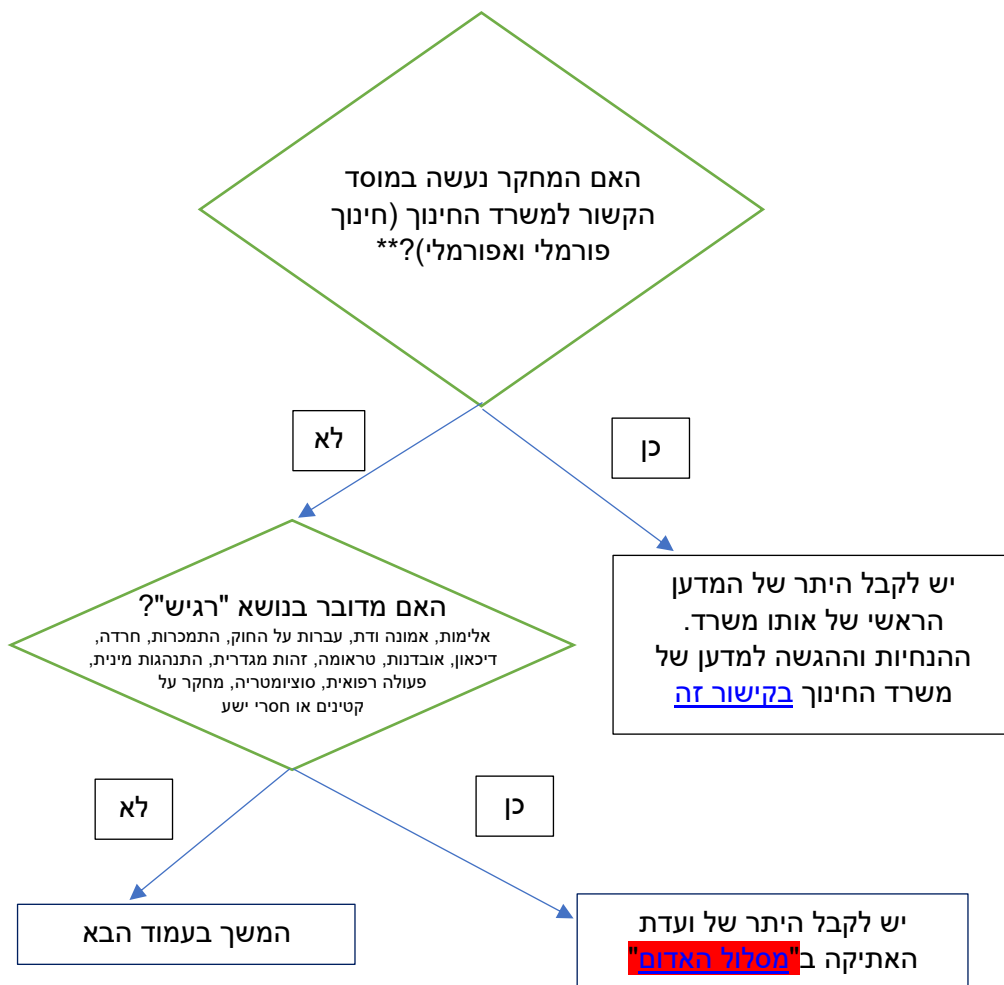 האם המחקר נעשה במוסד
הקשור למשרד החינוך (חינוך
פורמלי ואפורמלי)?**
לא
כן
יש לקבל היתר של המדען
הראשי של אותו משרד.
ההנחיות וההגשה למדען של
משרד החינוך בקישור זה
האם מדובר בנושא "רגיש"?
אלימות, אמונה ודת, עברות על החוק, התמכרות, חרדה,
דיכאון, אובדנות, טראומה, זהות מגדרית, התנהגות מינית,
פעולה רפואית, סוציומטריה, מחקר על
קטינים או חסרי ישע
לא
כן
המשך בעמוד הבא
יש לקבל היתר של ועדת
האתיקה ב"מסלול האדום"